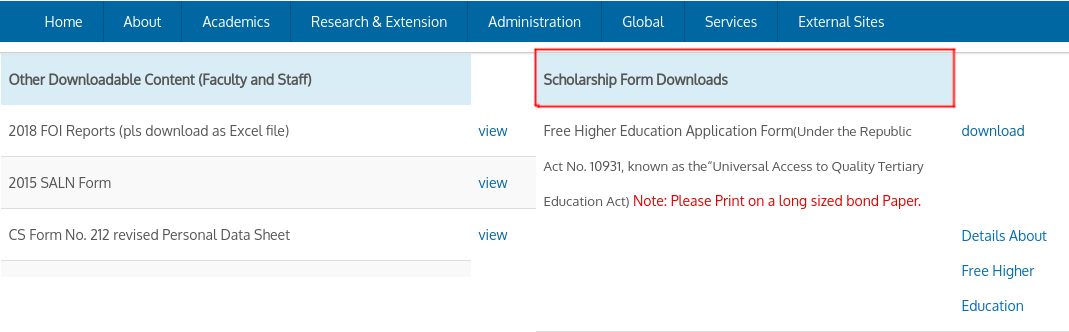 Home About Academics Research & Extension Administration Global Services External Sites
Other Downloadable Content (Faculty and Staff)
2018 FOI Reports (pls download as Excel file) view
2015 SALN Form view
CS Form No. 212 revised Personal Data Sheet view
Scholarship Form Downloads
Free Higher Education Application Form(Under the Republic download
Act No. 10931, known as the“Universal Access to Quality Tertiary
Education Act) Note: Please Print on a long sized bond Paper.
Details About
Free Higher
Education